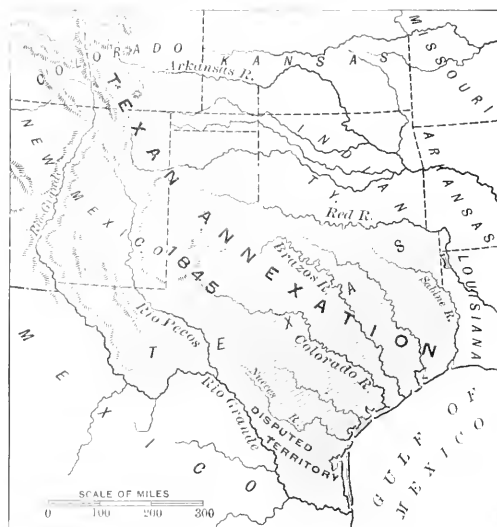 COLORADO
KANSAS
MISSOURI
Arkansas R.
INDIAN TY.
ARKANSAS
NEW MEXICO
Rio Grande
TEXAN ANNEXATION
1845
Red R.
TEXAS
Brazos R.
Sabine R.
LOUISIANA
Rio Pecos
Colorado R.
Nueces R.
Rio Grande
DISPUTED
TERRITORY
MEXICO
GULF OF
MEXICO
SCALE OF MILES
0 100 200 300